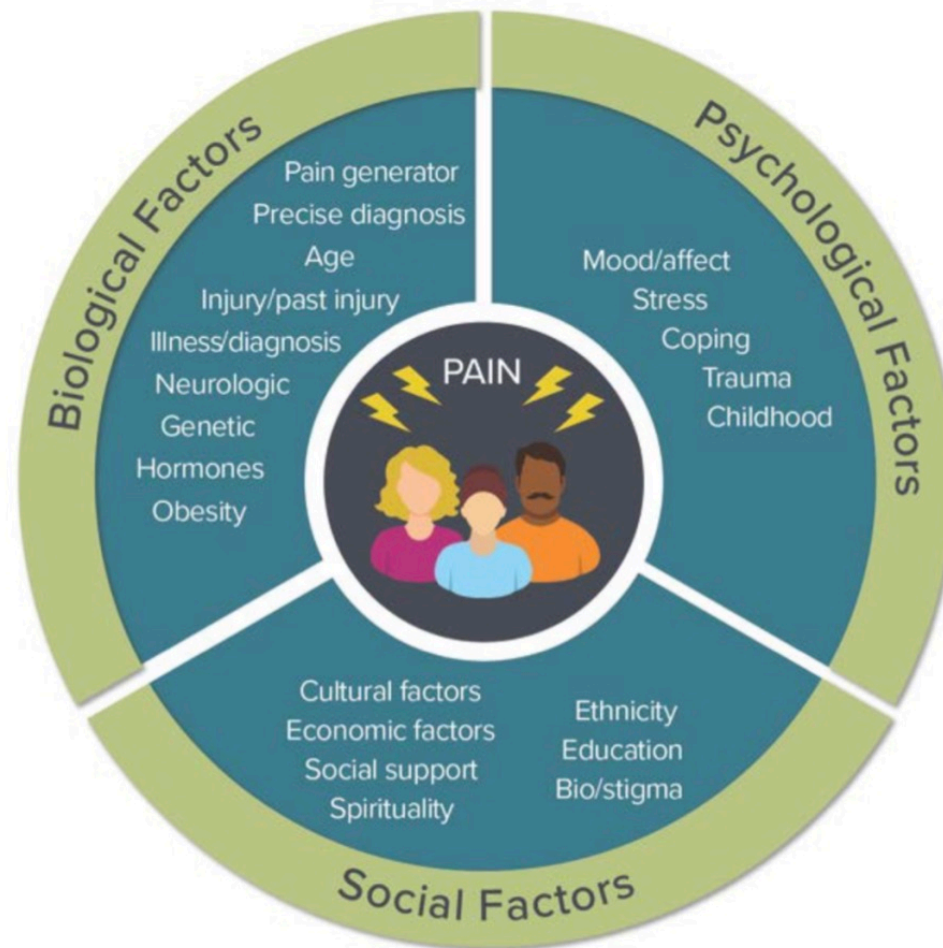 Biological Factors
Pain generator
Precise diagnosis
Age
Injury/past injury
Illness/diagnosis
Neurologic
Genetic
Hormones
Obesity
Psychological Factors
Mood/affect
Stress
Coping
Trauma
Childhood
PAIN
Cultural factors
Economic factors
Social support
Spirituality
Ethnicity
Education
Bio/stigma
Social Factors